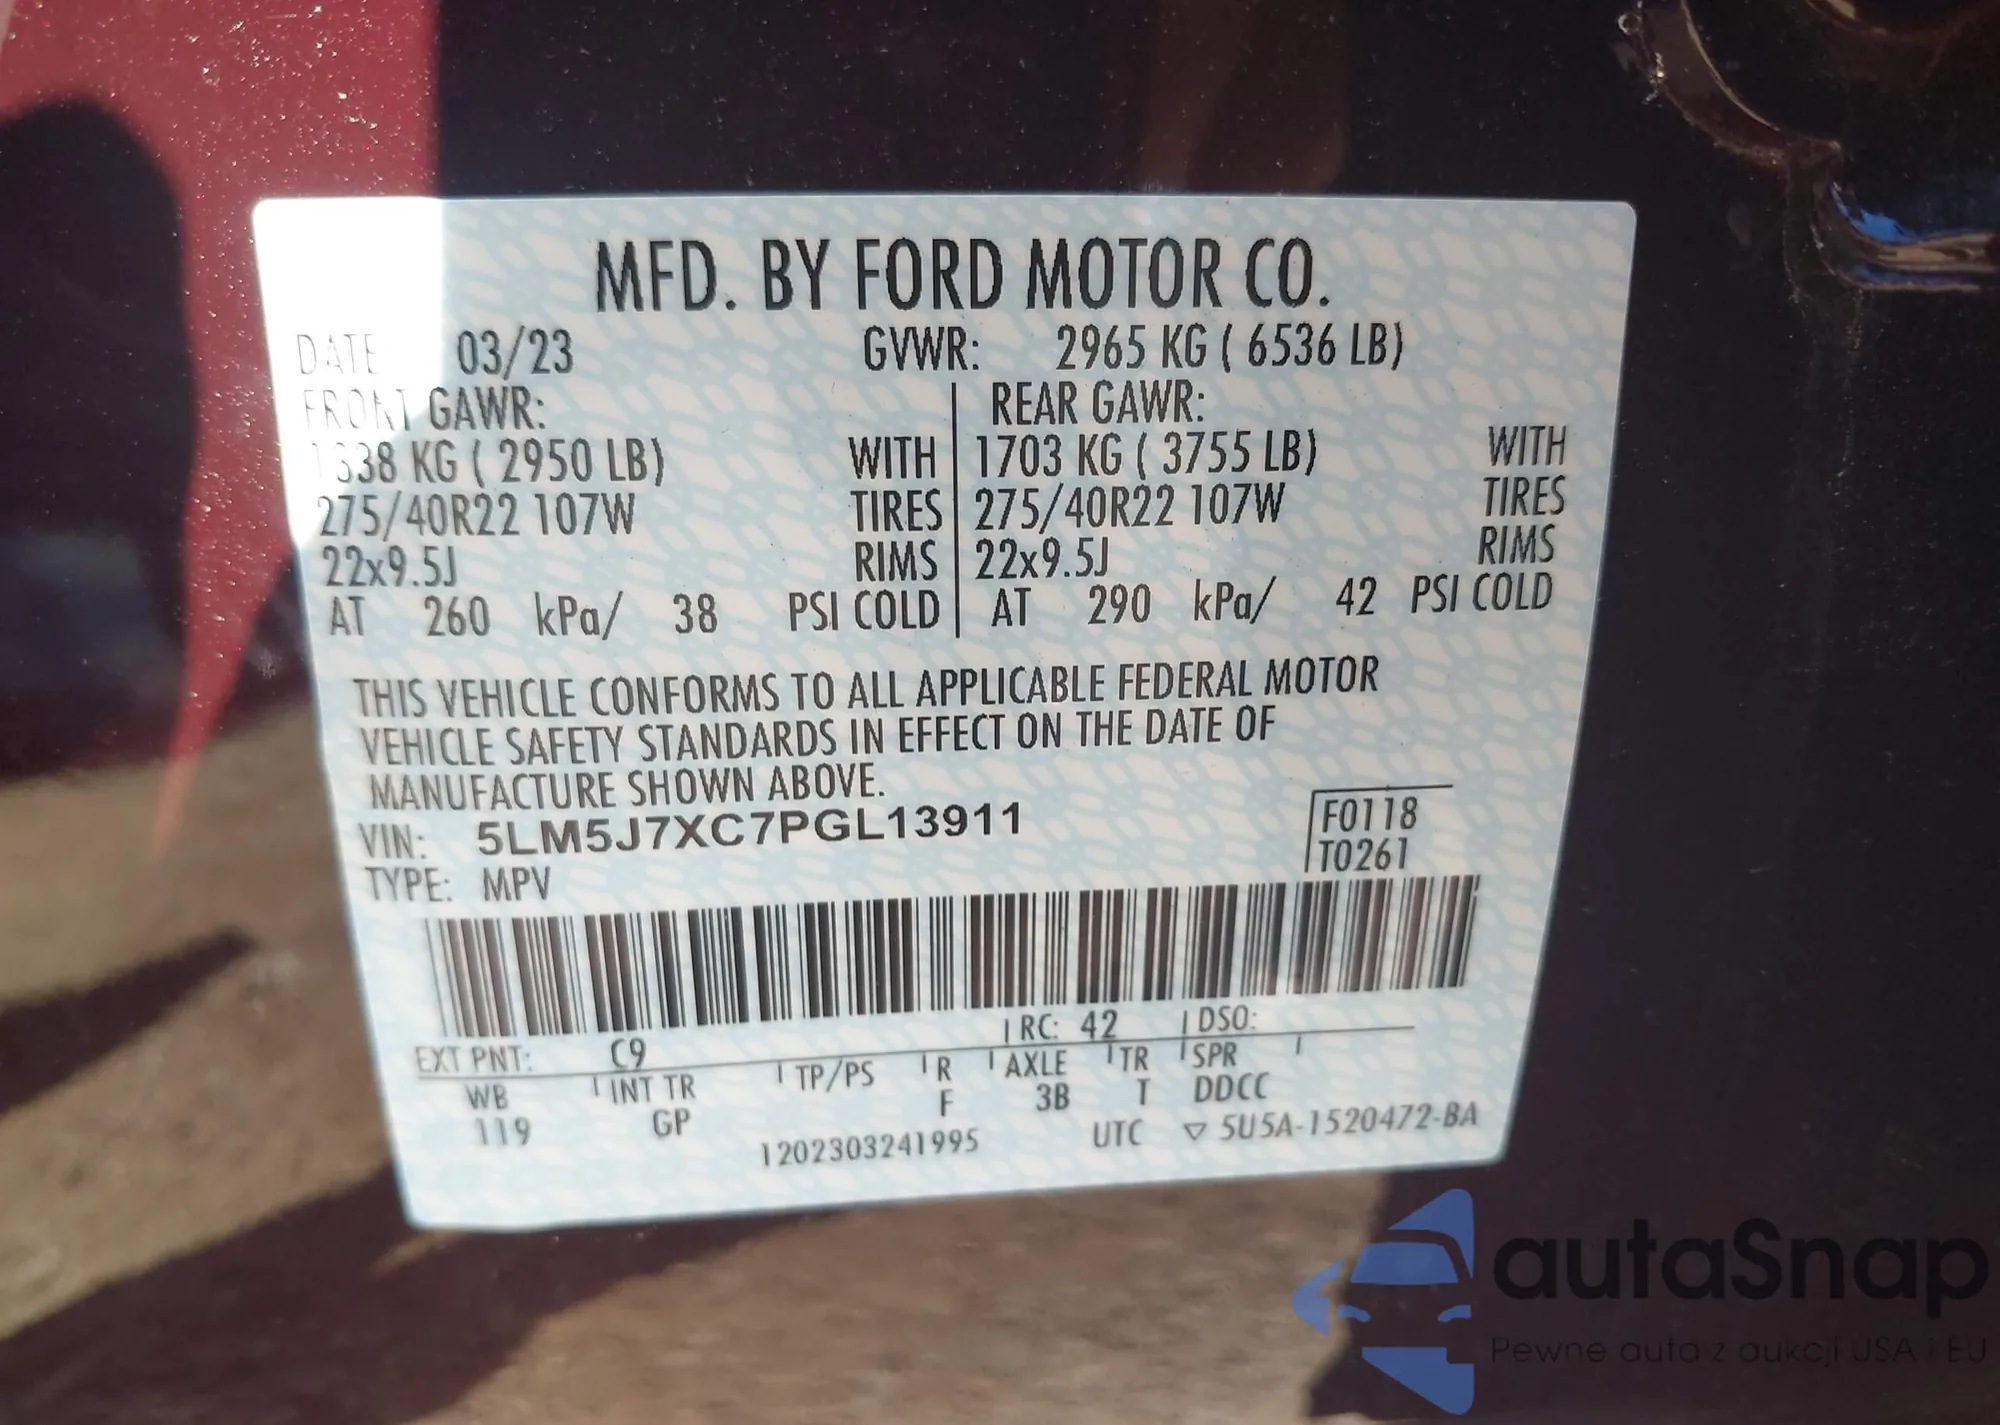 MFD. BY FORD MOTOR CO.
DATE 03/23 GVWR: 2965 KG ( 6536 LB)
FRONT GAWR: REAR GAWR:
1338 KG ( 2950 LB) WITH 1703 KG ( 3755 LB) WITH
275/40R22 107W TIRES 275/40R22 107W TIRES
22x9.5J RIMS 22x9.5J RIMS
AT 260 kPa/ 38 PSI COLD AT 290 kPa/ 42 PSI COLD
THIS VEHICLE CONFORMS TO ALL APPLICABLE FEDERAL MOTOR
VEHICLE SAFETY STANDARDS IN EFFECT ON THE DATE OF
MANUFACTURE SHOWN ABOVE.
VIN: 5LM5J7XC7PGL13911
TYPE: MPV
F0118
T0261
EXT PNT: C9 RC: 42 DSO:
WB INT TR TP/PS R AXLE TR SPR
119 GP F 3B T DDCC
1202303241995 UTC ▽ 5U5A-1520472-BA
autaSnap
Pewne auta z aukcji USA i EU